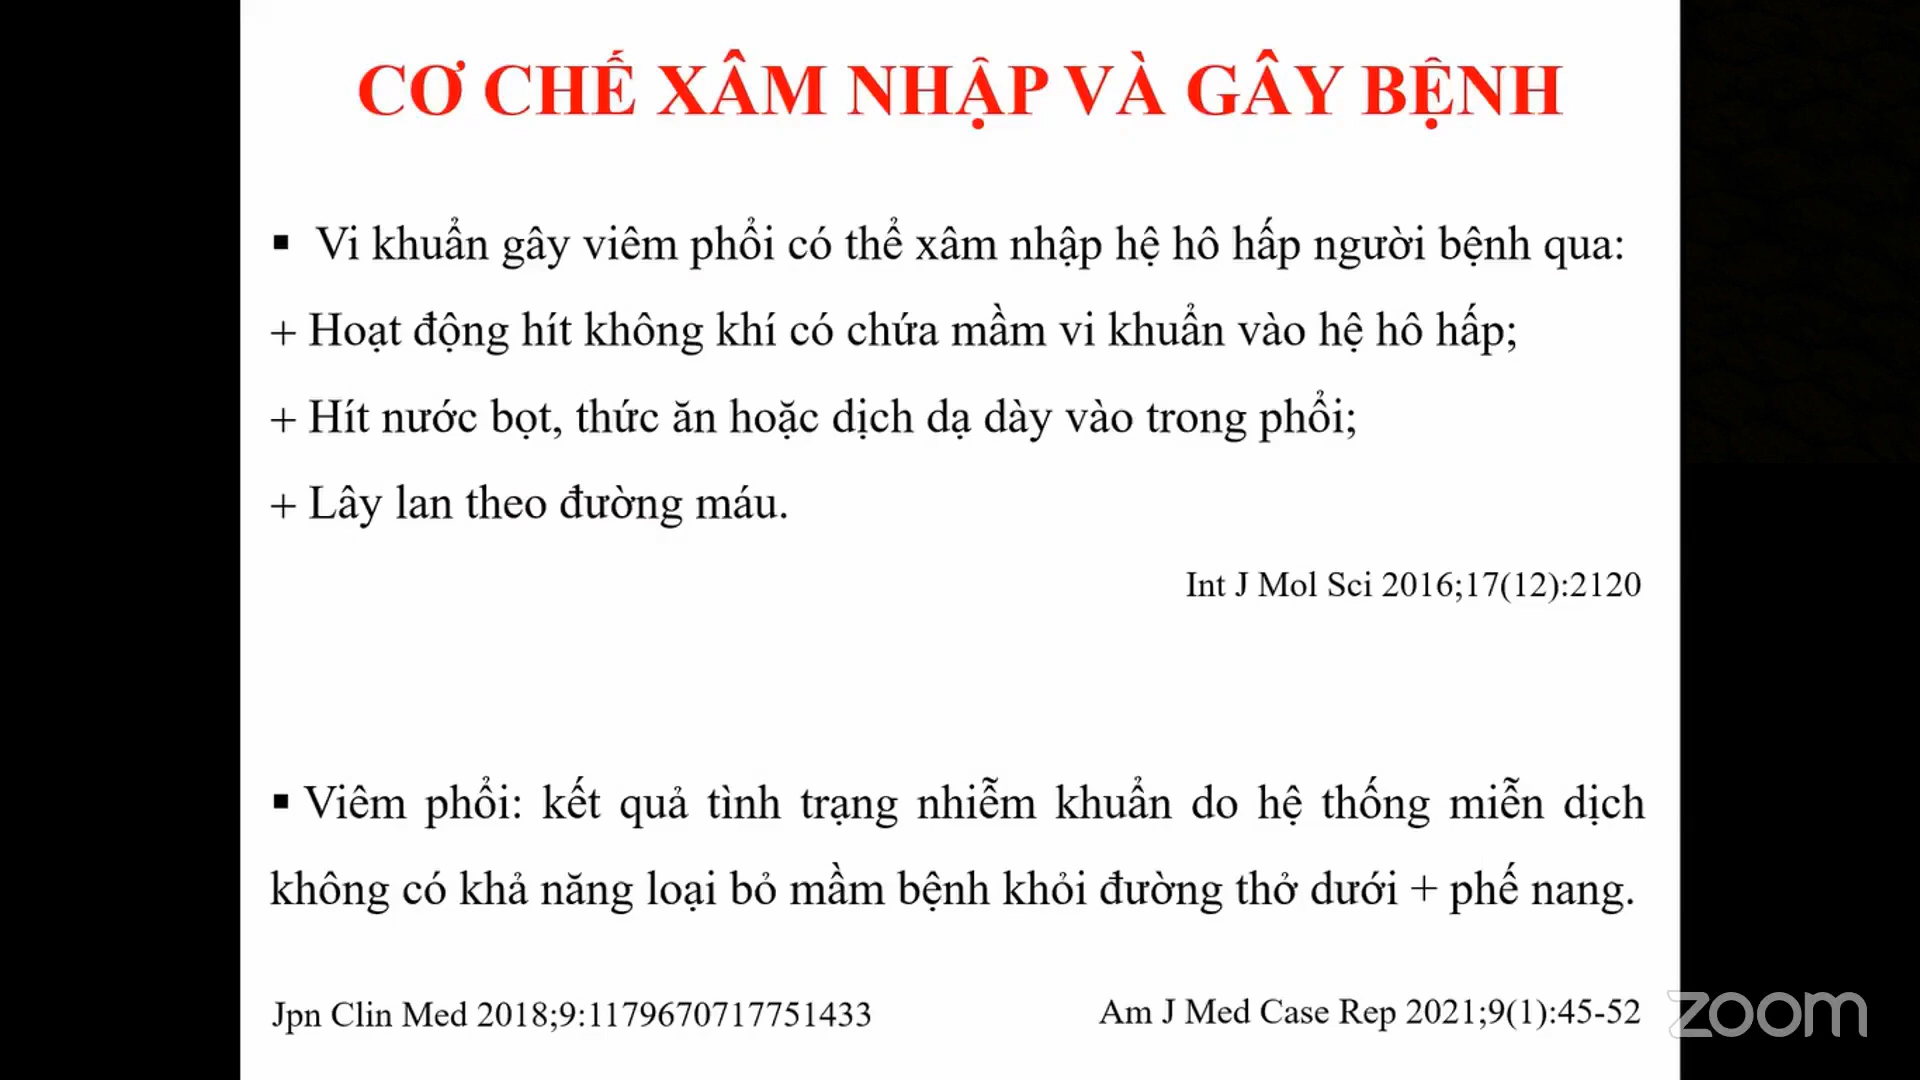 CƠ CHẾ XÂM NHẬP VÀ GÂY BỆNH
▪ Vi khuẩn gây viêm phổi có thể xâm nhập hệ hô hấp người bệnh qua:
+ Hoạt động hít không khí có chứa mầm vi khuẩn vào hệ hô hấp;
+ Hít nước bọt, thức ăn hoặc dịch dạ dày vào trong phổi;
+ Lây lan theo đường máu.
Int J Mol Sci 2016;17(12):2120
▪ Viêm phổi: kết quả tình trạng nhiễm khuẩn do hệ thống miễn dịch
không có khả năng loại bỏ mầm bệnh khỏi đường thở dưới + phế nang.
Jpn Clin Med 2018;9:1179670717751433
Am J Med Case Rep 2021;9(1):45-52
zoom